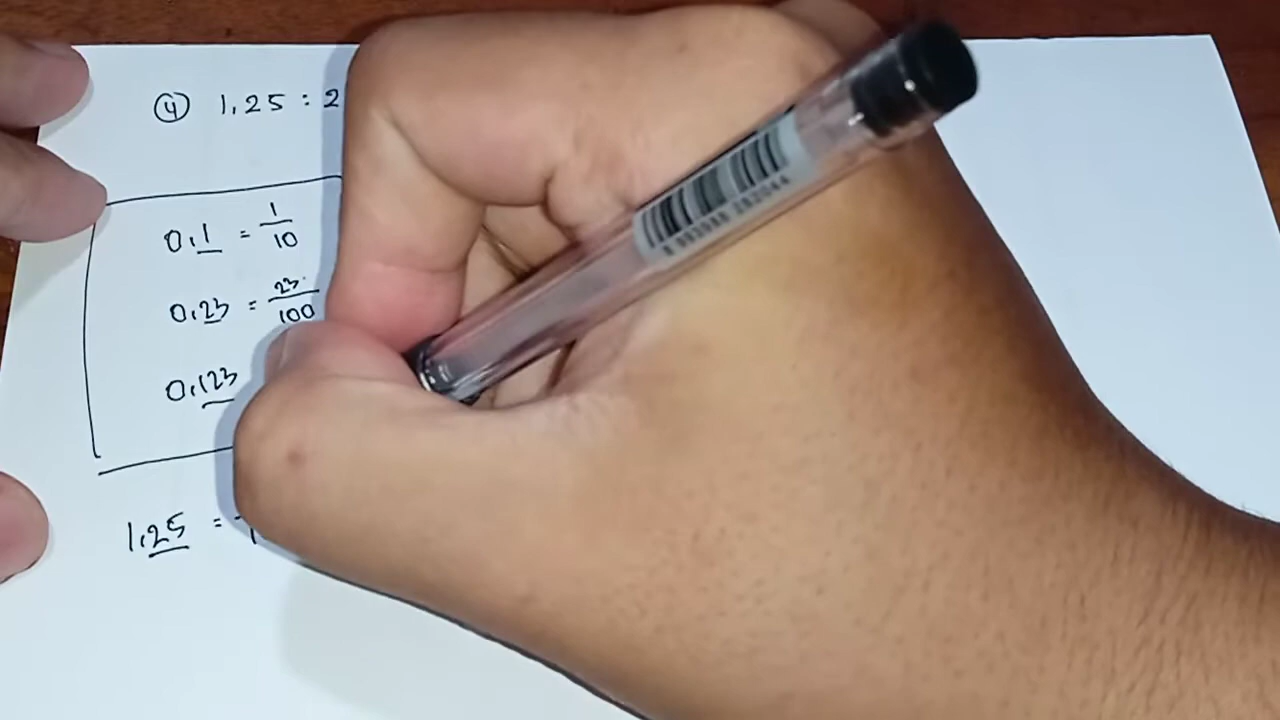 ④ 1,25 : 2
0,1 = 1/10
0,23 = 23/100
0,123
1,25 =